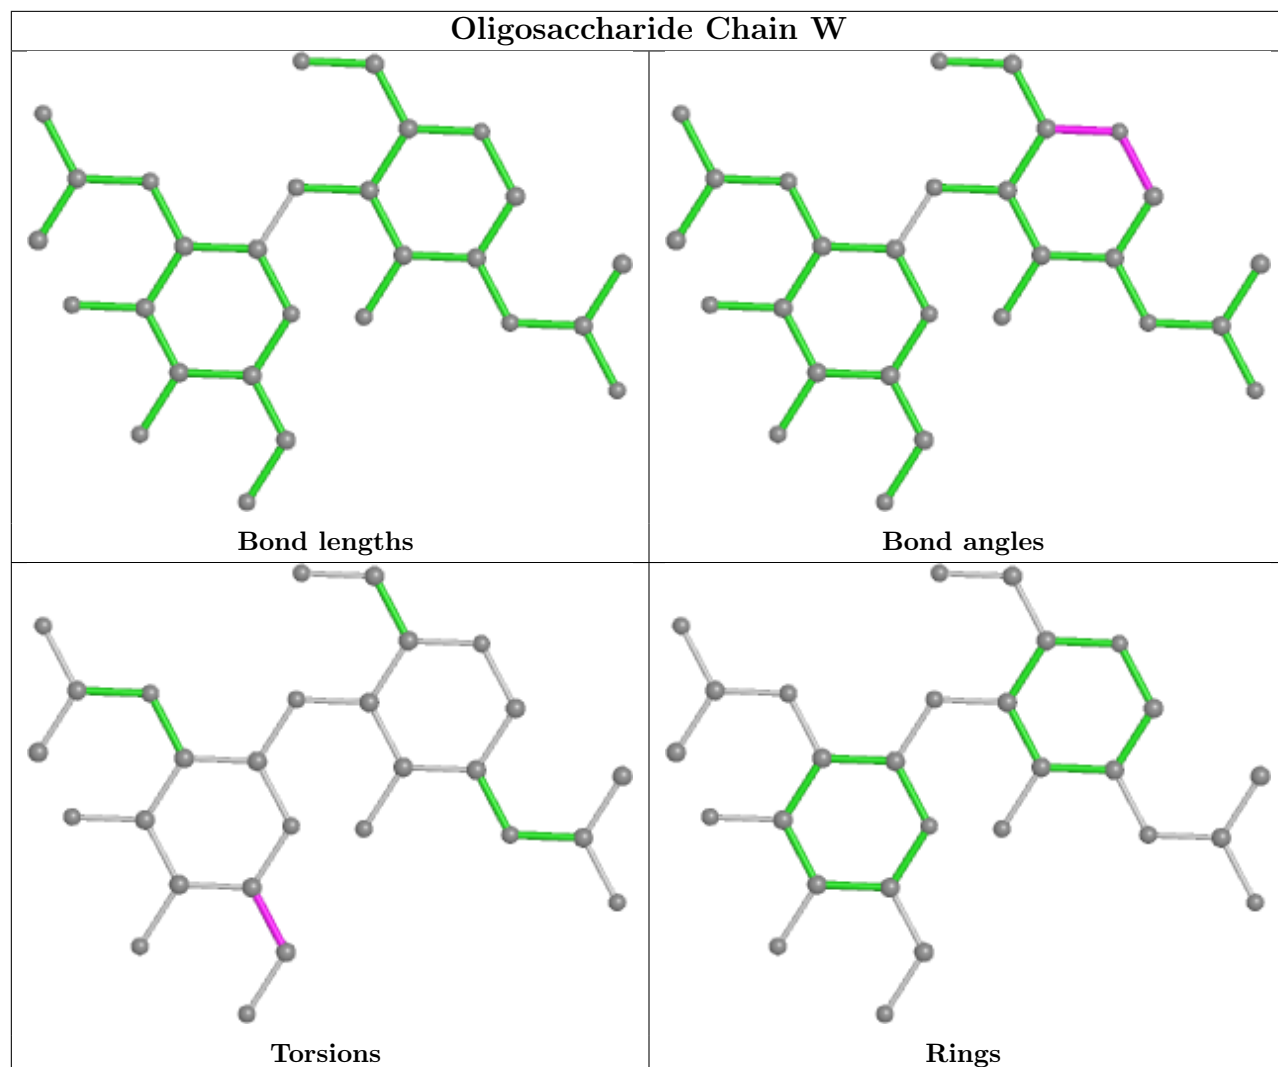 Oligosaccharide Chain W
Bond lengths
Bond angles
Torsions
Rings